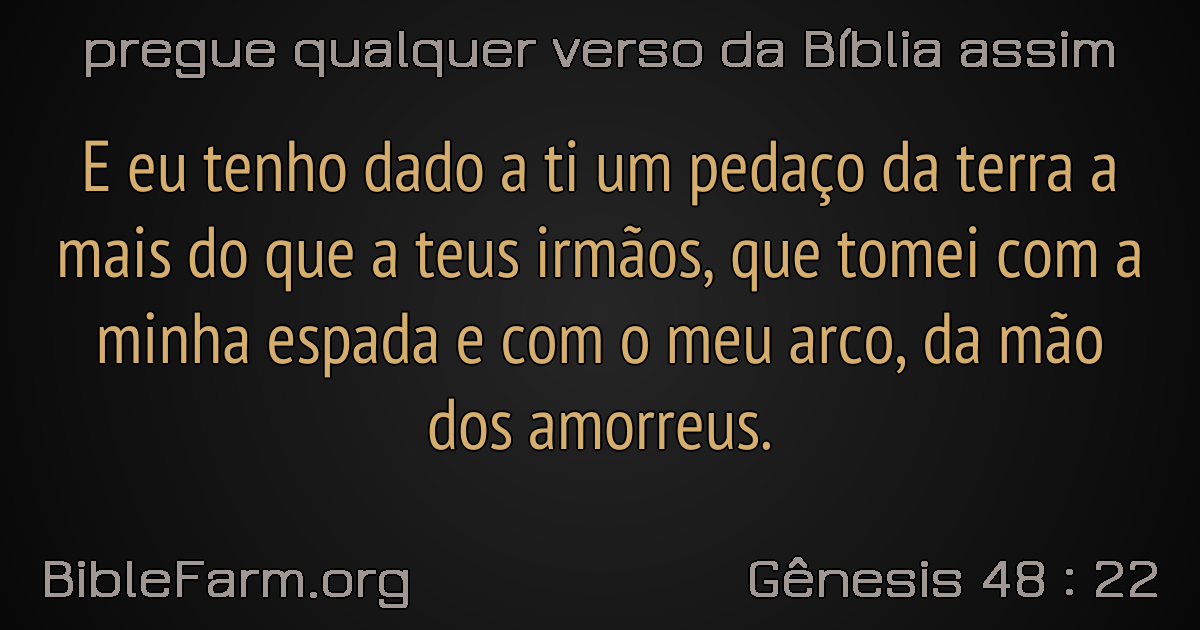 pregue qualquer verso da Bíblia assim
E eu tenho dado a ti um pedaço da terra a
mais do que a teus irmãos, que tomei com a
minha espada e com o meu arco, da mão
dos amorreus.
BibleFarm.org
Gênesis 48 : 22